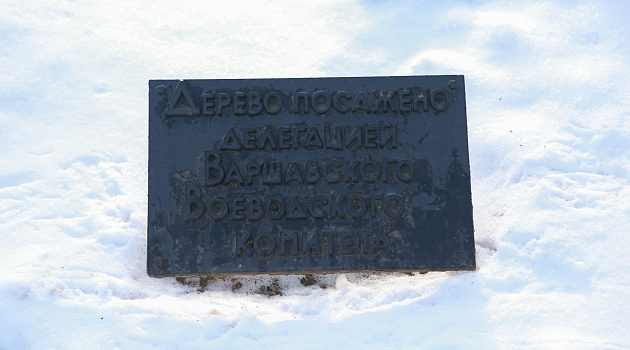 "Дерево посажено"
делегацией
Варшавского
Воеводского
комитета